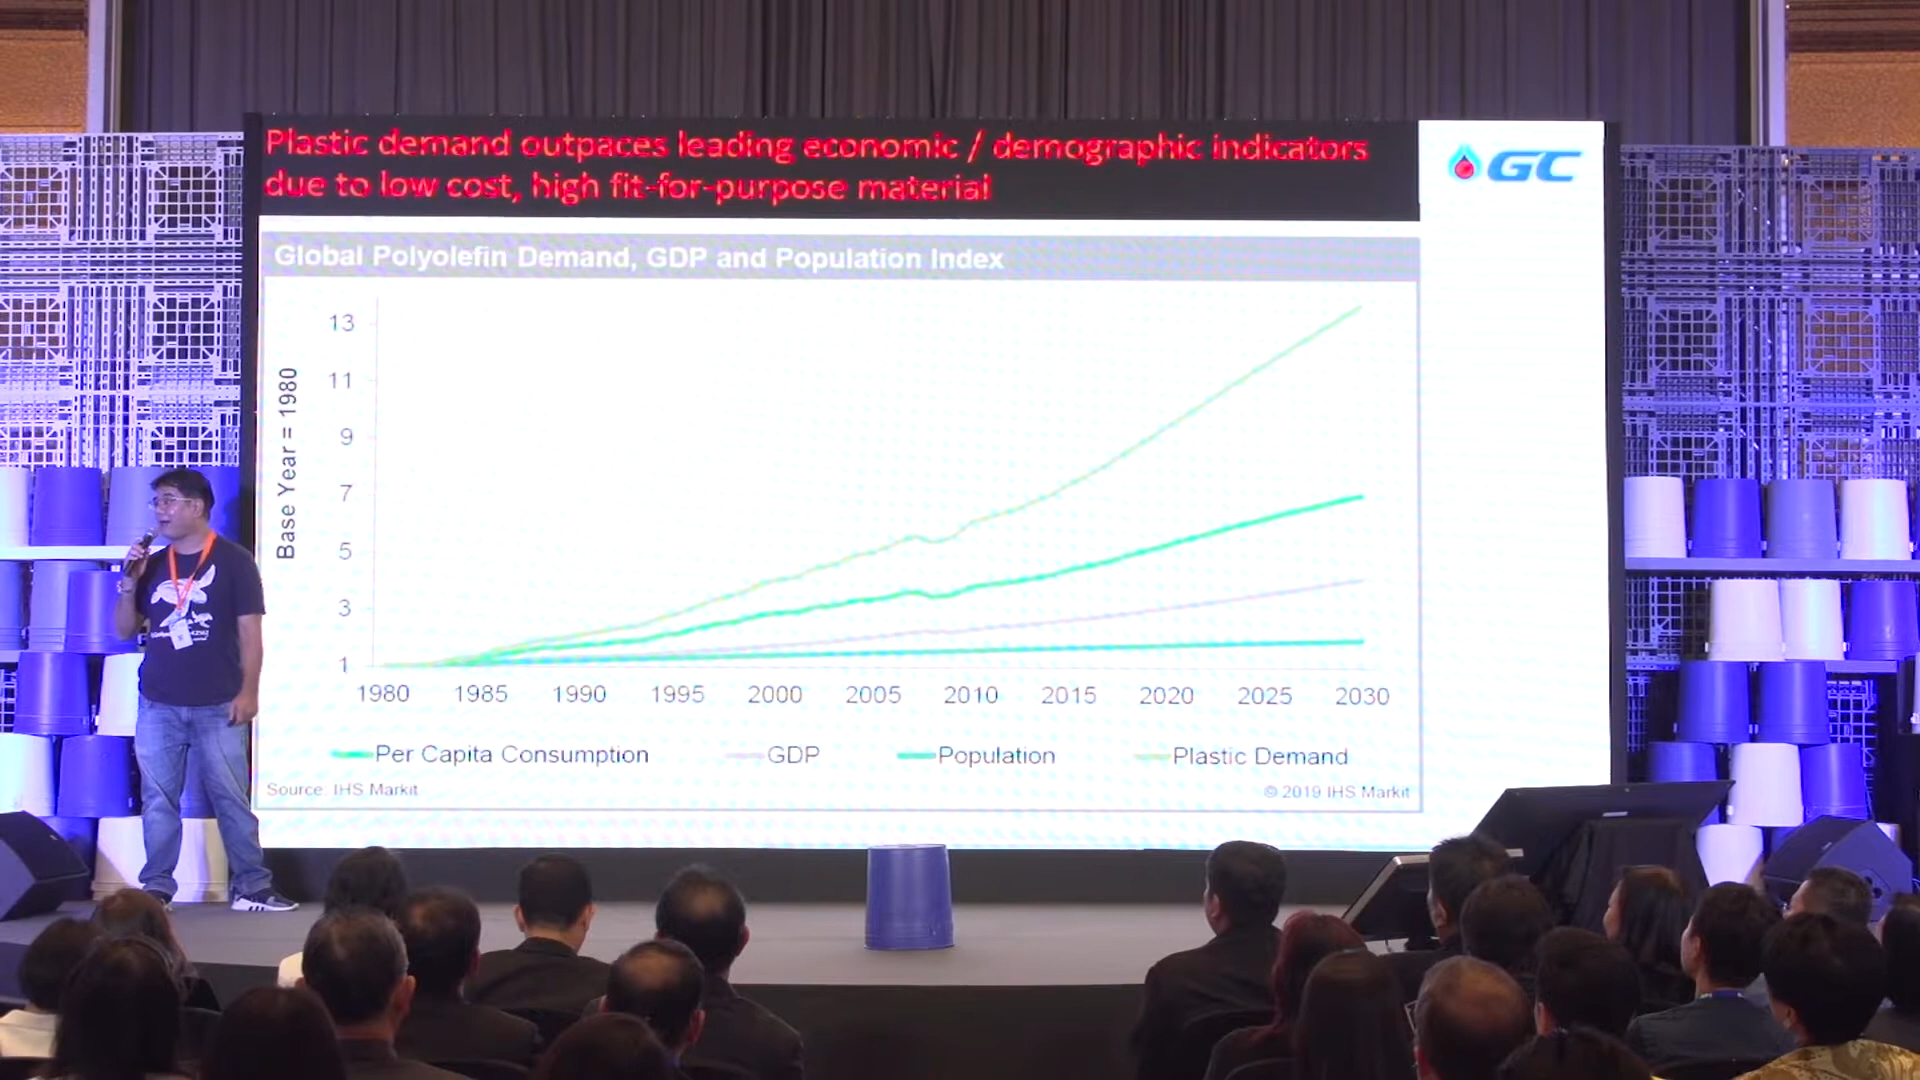 Plastic demand outpaces leading economic / demographic indicators
due to low cost, high fit-for-purpose material
GC
Global Polyolefin Demand, GDP and Population Index
Base Year = 1980
13
11
9
7
5
3
1
1980 1985 1990 1995 2000 2005 2010 2015 2020 2025 2030
Per Capita Consumption GDP Population Plastic Demand
Source: IHS Markit
© 2019 IHS Markit